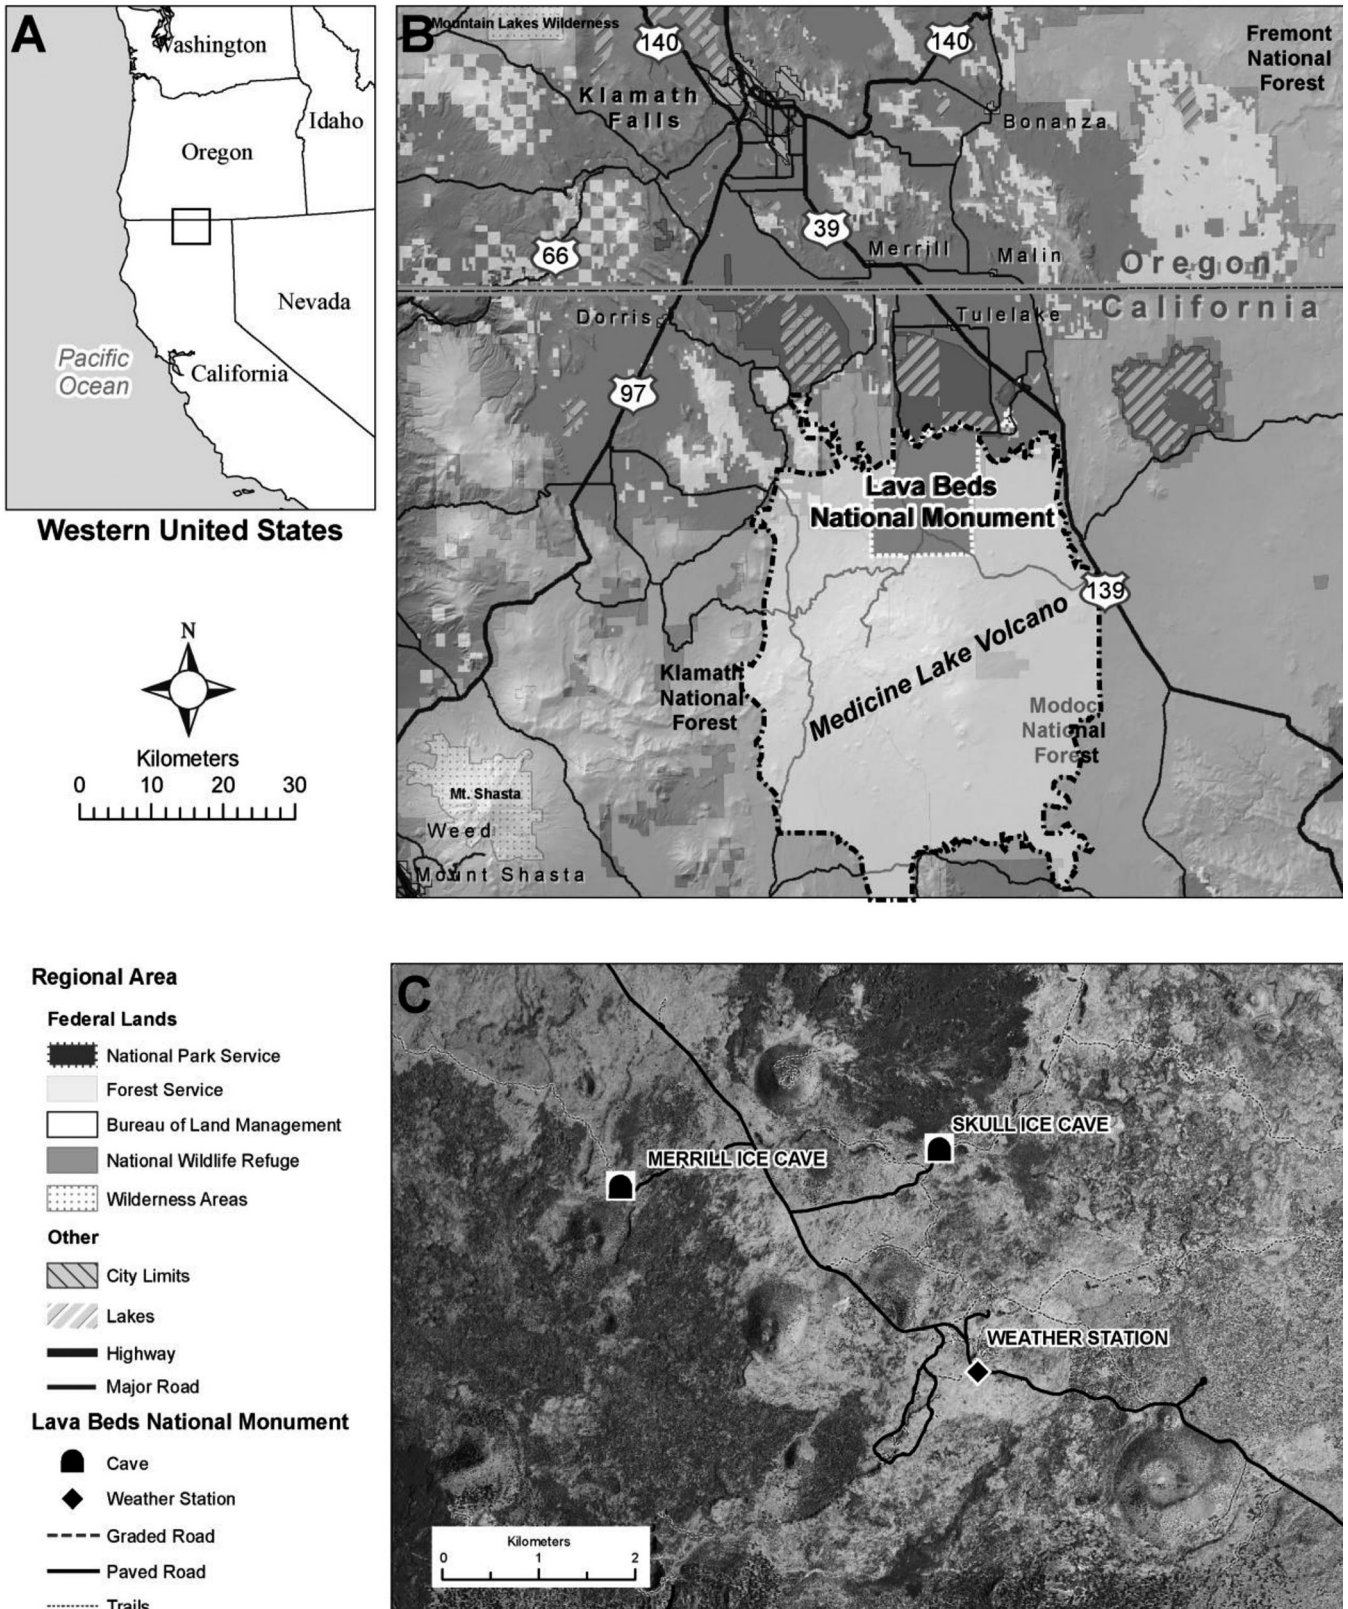 A
Washington
Idaho
Oregon
Nevada
Pacific
Ocean
California
Western United States
N
Kilometers
0 10 20 30
B
Mountain Lakes Wilderness
140
140
Fremont
National
Forest
Klamath
Falls
Bonanza
39
66
Merrill
Malin
Oregon
California
Dorris
Tulelake
97
Lava Beds
National Monument
139
Medicine Lake Volcano
Klamath
National
Forest
Modoc
National
Forest
Mt. Shasta
Weed
Mount Shasta
Regional Area
Federal Lands
National Park Service
Forest Service
Bureau of Land Management
National Wildlife Refuge
Wilderness Areas
Other
City Limits
Lakes
Highway
Major Road
Lava Beds National Monument
Cave
Weather Station
Graded Road
Paved Road
Trails
C
SKULL ICE CAVE
MERRILL ICE CAVE
WEATHER STATION
Kilometers
0 1 2